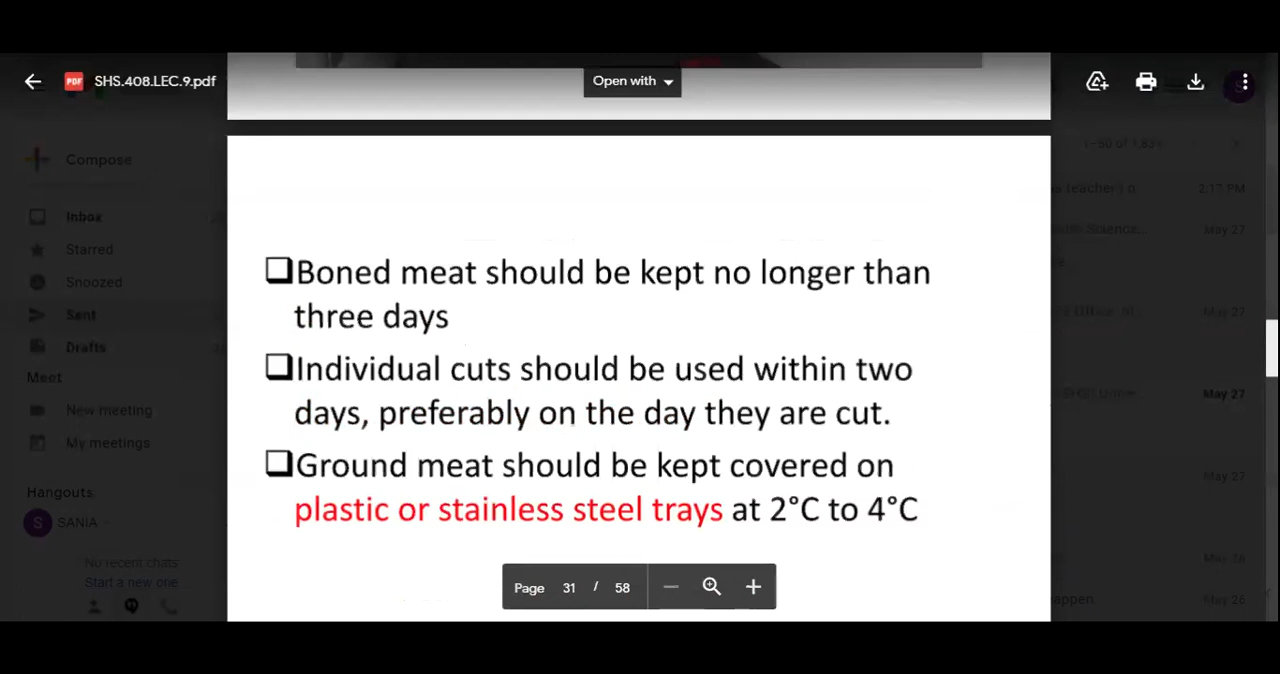 SHS.408.LEC.9.pdf
Open with
Compose
Inbox
Starred
Snoozed
Sent
Drafts
Meet
New meeting
My meetings
Hangouts
SANIA
No recent chats
Start a new one
❑Boned meat should be kept no longer than
three days
❑Individual cuts should be used within two
days, preferably on the day they are cut.
❑Ground meat should be kept covered on
plastic or stainless steel trays at 2°C to 4°C
Page 31 / 58
2:17 PM
May 27
May 27
May 27
May 27
May 26
May 26